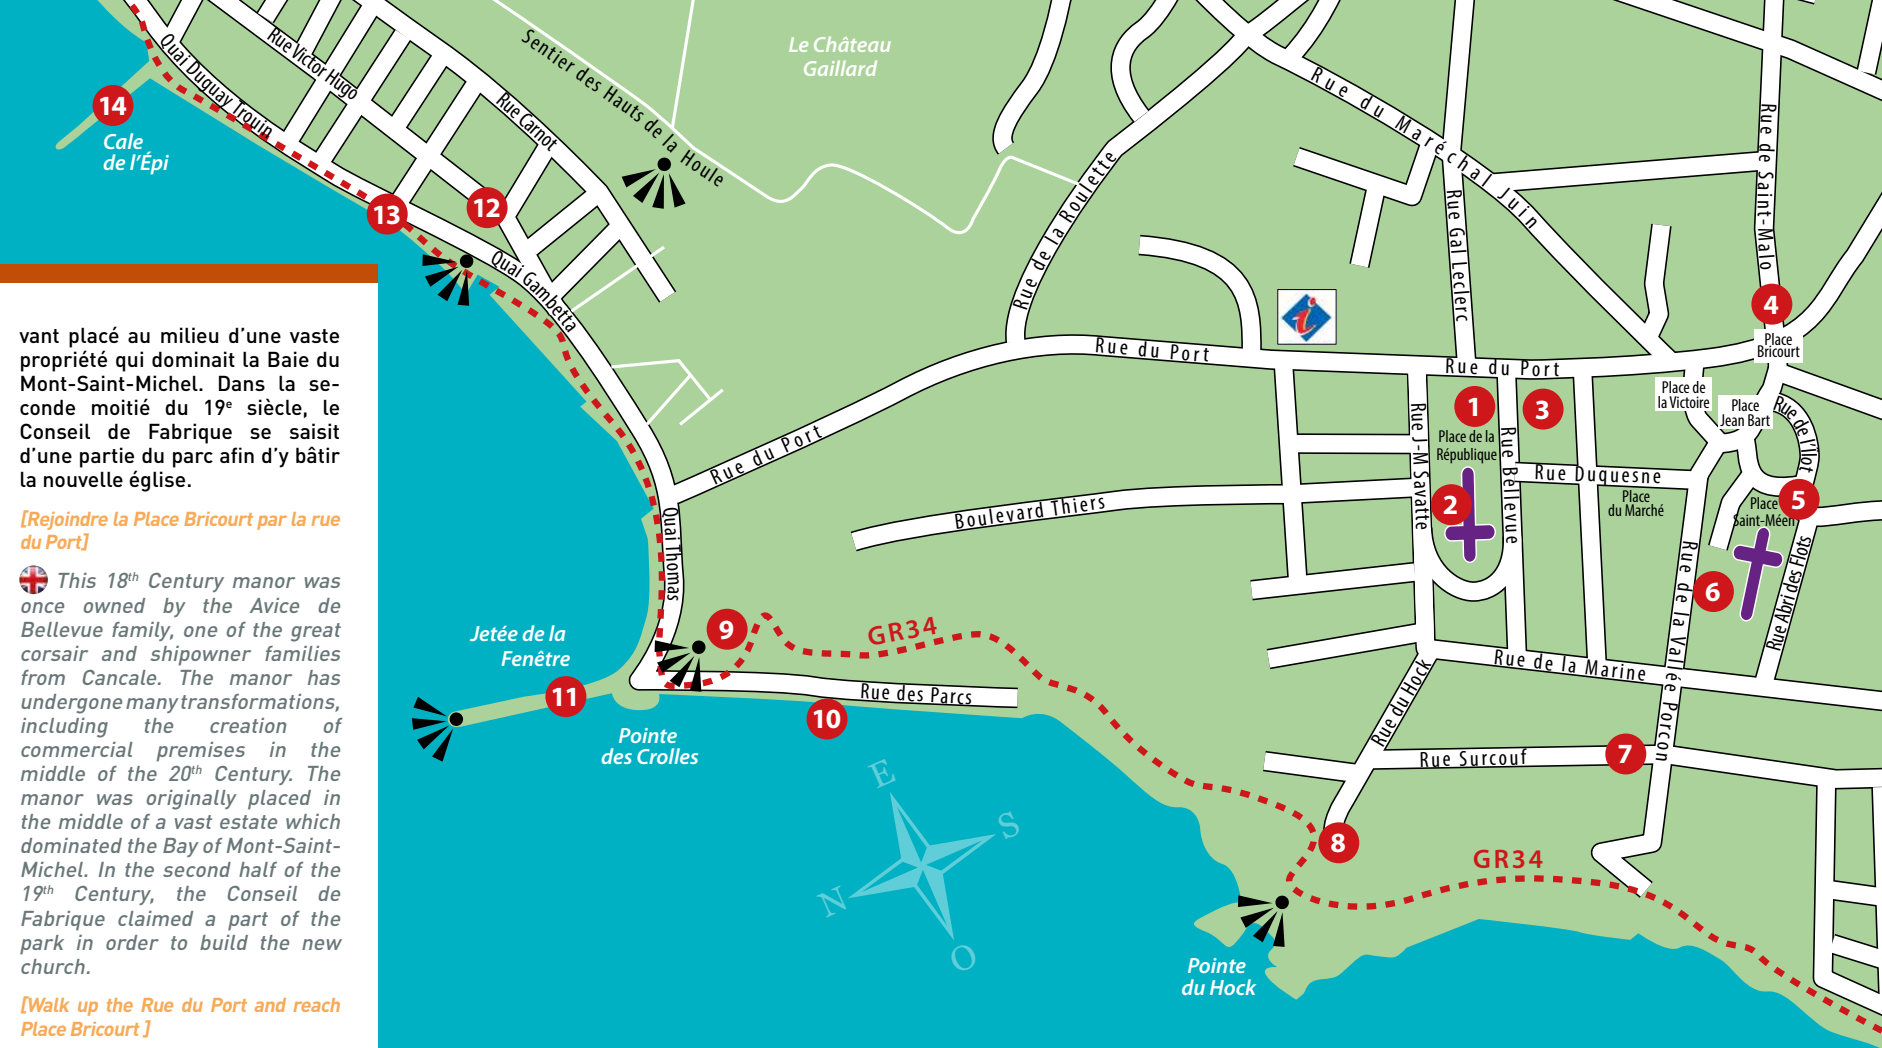 vant placé au milieu d'une vaste
propriété qui dominait la Baie du
Mont-Saint-Michel. Dans la se-
conde moitié du 19e siècle, le
Conseil de Fabrique se saisit
d'une partie du parc afin d'y bâtir
la nouvelle église.
[Rejoindre la Place Bricourt par la rue
du Port]
This 18th Century manor was
once owned by the Avice de
Bellevue family, one of the great
corsair and shipowner families
from Cancale. The manor has
undergone many transformations,
including the creation of
commercial premises in the
middle of the 20th Century. The
manor was originally placed in
the middle of a vast estate which
dominated the Bay of Mont-Saint-
Michel. In the second half of the
19th Century, the Conseil de
Fabrique claimed a part of the
park in order to build the new
church.
[Walk up the Rue du Port and reach
Place Bricourt ]
14
Cale
de l'Épi
Quai Duquay Trouin
Rue Victor Hugo
Rue Carnot
Sentier des Hauts de la Houle
Le Château
Gaillard
13
12
Quai Gambetta
Rue de la Roulette
Rue du Maréchal Juin
Rue Gal Leclerc
Rue de Saint-Malo
4
Place
Bricourt
i
Rue du Port
Rue du Port
Rue du Port
1
Place de la
République
2
3
Rue J-M Savatte
Rue Bellevue
Rue Duquesne
Place
du Marché
Place de
la Victoire
Place
Jean Bart
Rue de l'Ilot
5
Place
Saint-Méen
6
Rue Abri des Flots
Rue de la Vallée Porcon
Boulevard Thiers
Quai Thomas
9
GR34
Jetée de la
Fenêtre
11
Rue des Parcs
10
Pointe
des Crolles
Rue de la Marine
Rue du Hock
Rue Surcouf
7
8
GR34
Pointe
du Hock
E
S
N
O